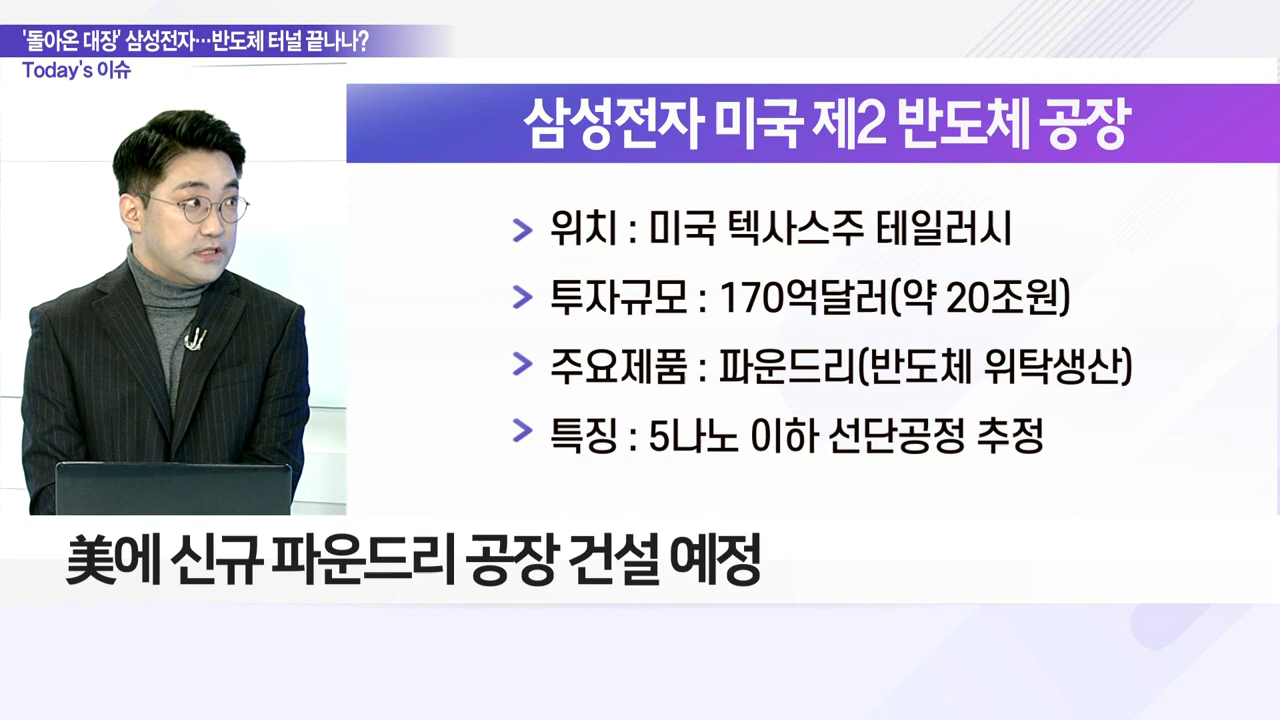 '돌아온 대장' 삼성전자…반도체 터널 끝나나?
Today's 이슈
삼성전자 미국 제2 반도체 공장
> 위치 : 미국 텍사스주 테일러시
> 투자규모 : 170억달러(약 20조원)
> 주요제품 : 파운드리(반도체 위탁생산)
> 특징 : 5나노 이하 선단공정 추정
美에 신규 파운드리 공장 건설 예정